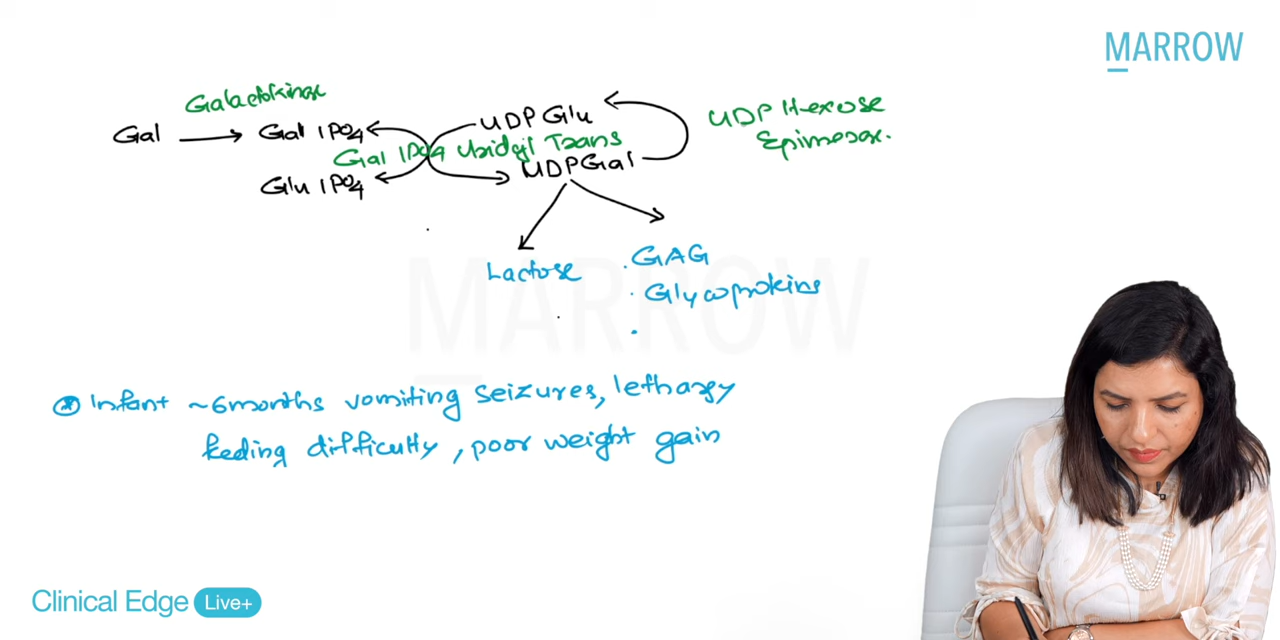 MARROW
Galactokinase
Gal → Gal 1PO4
UDP Glu
UDP Hexose
Epimerase.
Gal 1PO4 Uridyl Trans
Glu 1PO4
UDPGal
Lactose
. GAG
. Glycoproteins
.
MARROW
* Infant ~6months vomiting seizures, lethargy
feeding difficulty, poor weight gain
Clinical Edge Live+